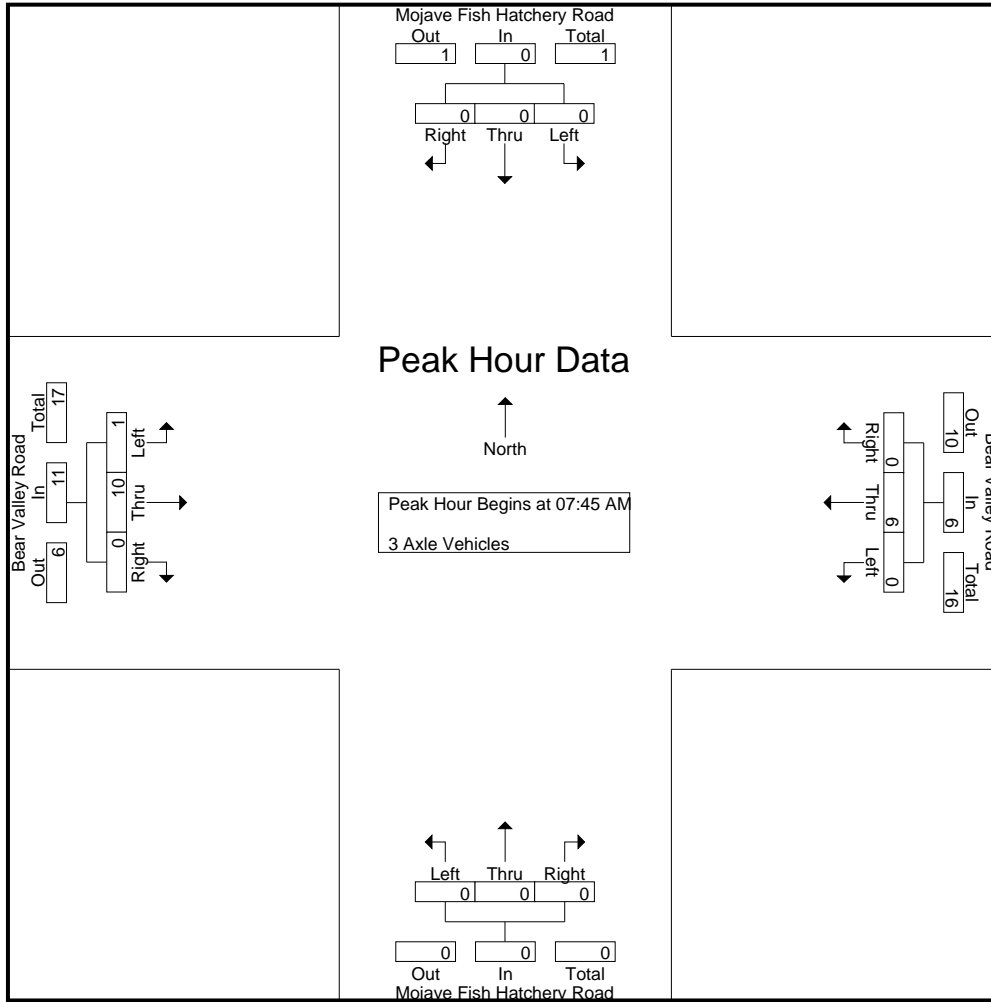 Mojave Fish Hatchery Road
Out In Total
1 0 1
0 0 0
Right Thru Left
Peak Hour Data
North
Peak Hour Begins at 07:45 AM
3 Axle Vehicles
Bear Valley Road
Total In Out
17 11 6
1 10 0
Left Thru Right
Bear Valley Road
Out In Total
10 6 16
0 6 0
Right Thru Left
Left Thru Right
0 0 0
0 0 0
Out In Total
Mojave Fish Hatchery Road